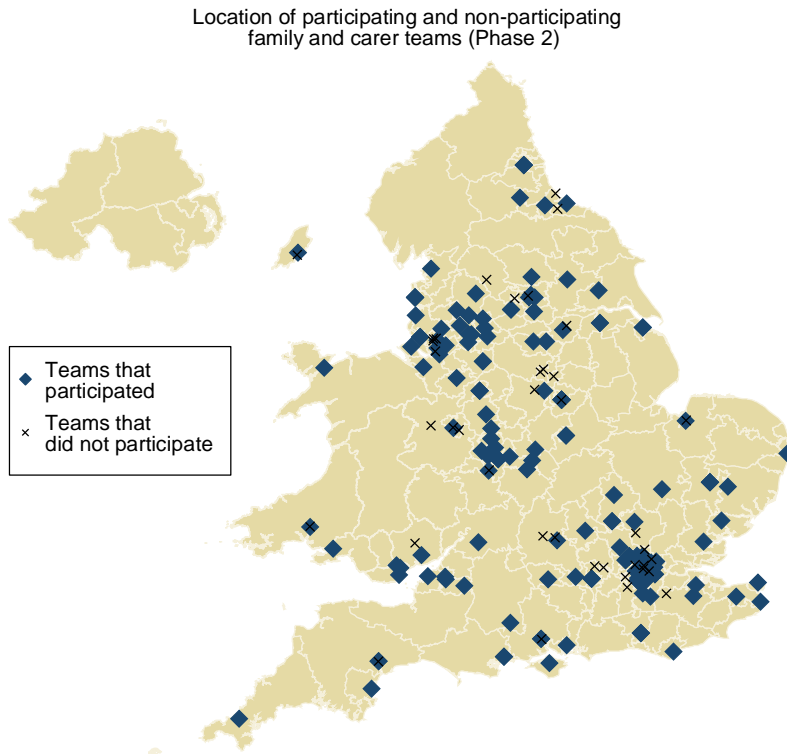 Location of participating and non-participating
family and carer teams (Phase 2)
Teams that
participated
Teams that
did not participate